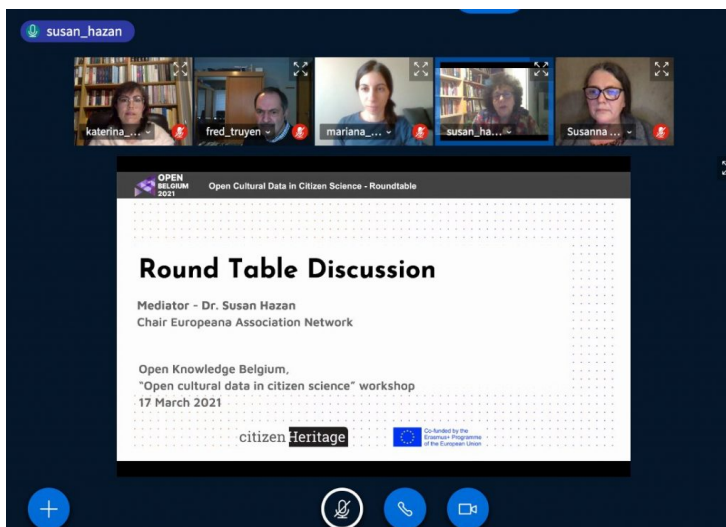 susan_hazan
katerina_...
fred_truyen
mariana_...
susan_ha...
Susanna ...
OPEN
BELGIUM
2021
Open Cultural Data in Citizen Science - Roundtable
Round Table Discussion
Mediator - Dr. Susan Hazan
Chair Europeana Association Network
Open Knowledge Belgium,
"Open cultural data in citizen science" workshop
17 March 2021
citizen Heritage
Co-funded by the
Erasmus+ Programme
of the European Union